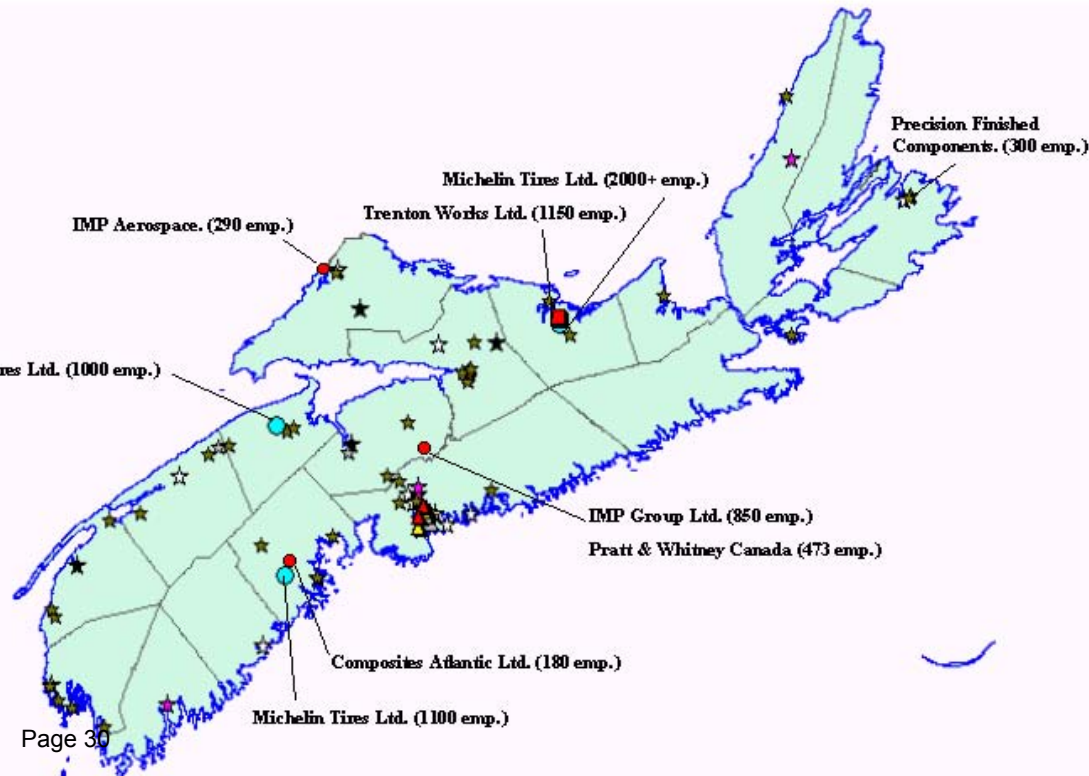 Precision Finished
Components. (300 emp.)
Michelin Tires Ltd. (2000+ emp.)
Trenton Works Ltd. (1150 emp.)
IMP Aerospace. (290 emp.)
res Ltd. (1000 emp.)
IMP Group Ltd. (850 emp.)
Pratt & Whitney Canada (473 emp.)
Composites Atlantic Ltd. (180 emp.)
Michelin Tires Ltd. (1100 emp.)
Page 30